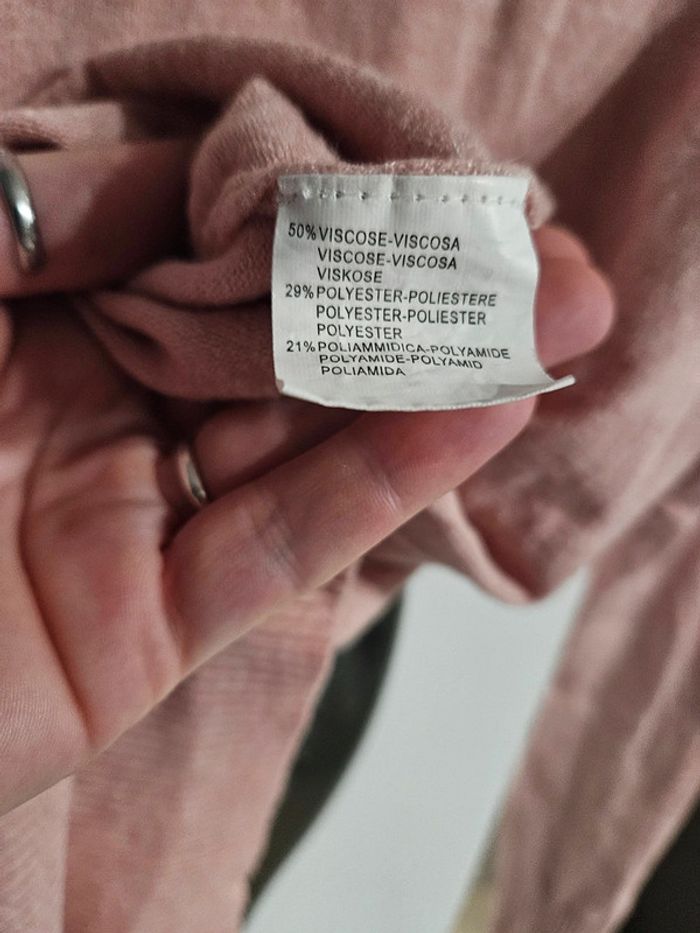 50% VISCOSE-VISCOSA
VISCOSE-VISCOSA
VISKOSE
29% POLYESTER-POLIESTERE
POLYESTER-POLIESTER
POLYESTER
21% POLIAMMIDICA-POLYAMIDE
POLYAMIDE-POLYAMID
POLIAMIDA